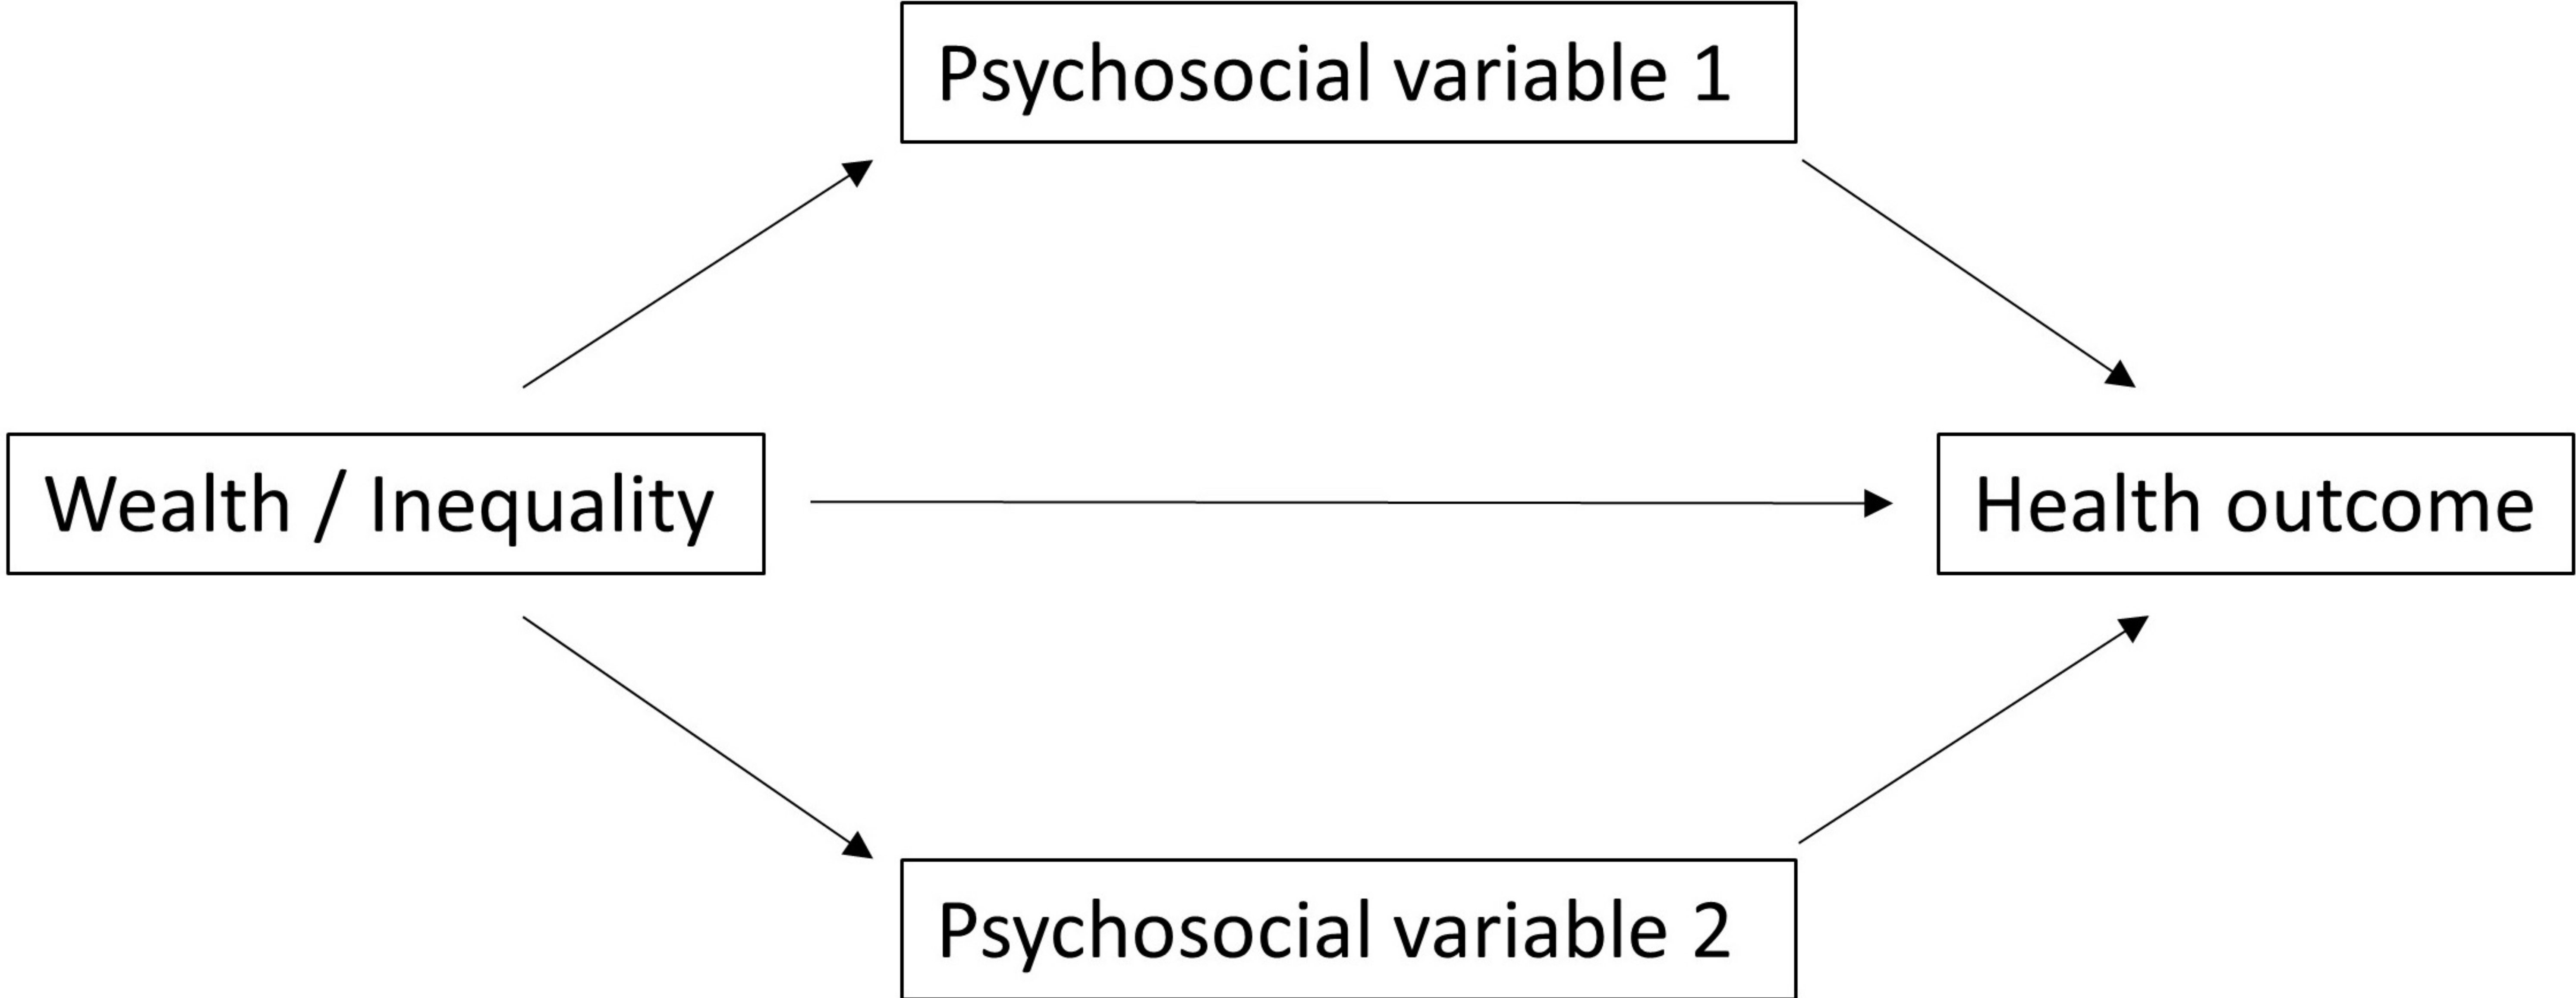 Psychosocial variable 1
Wealth / Inequality
Health outcome
Psychosocial variable 2